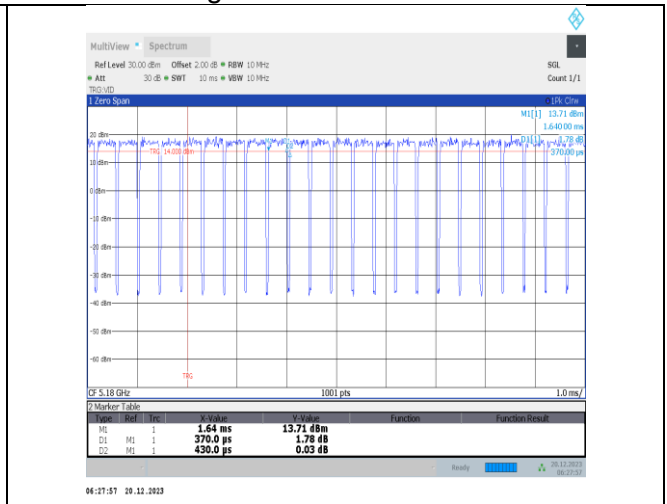 MultiView Spectrum
Ref Level 30.00 dBm Offset 2.00 dB RBW 10 MHz SGL
Att 30 dB SWT 10 ms VBW 10 MHz Count 1/1
TRG:VID
1 Zero Span 1Pk Clrw
M1[1] 13.71 dBm
1.640 00 ms
20 dBm
D1[1] 1.78 dB
TRG 14.000 dBm 370.00 µs
10 dBm
0 dBm
-10 dBm
-20 dBm
-30 dBm
-40 dBm
-50 dBm
-60 dBm
TRG
CF 5.18 GHz 1001 pts 1.0 ms/
2 Marker Table
Type Ref Trc X-Value Y-Value Function Function Result
M1 1 1.64 ms 13.71 dBm
D1 M1 1 370.0 µs 1.78 dB
D2 M1 1 430.0 µs 0.03 dB
Ready 20.12.2023
06:27:57
06:27:57 20.12.2023